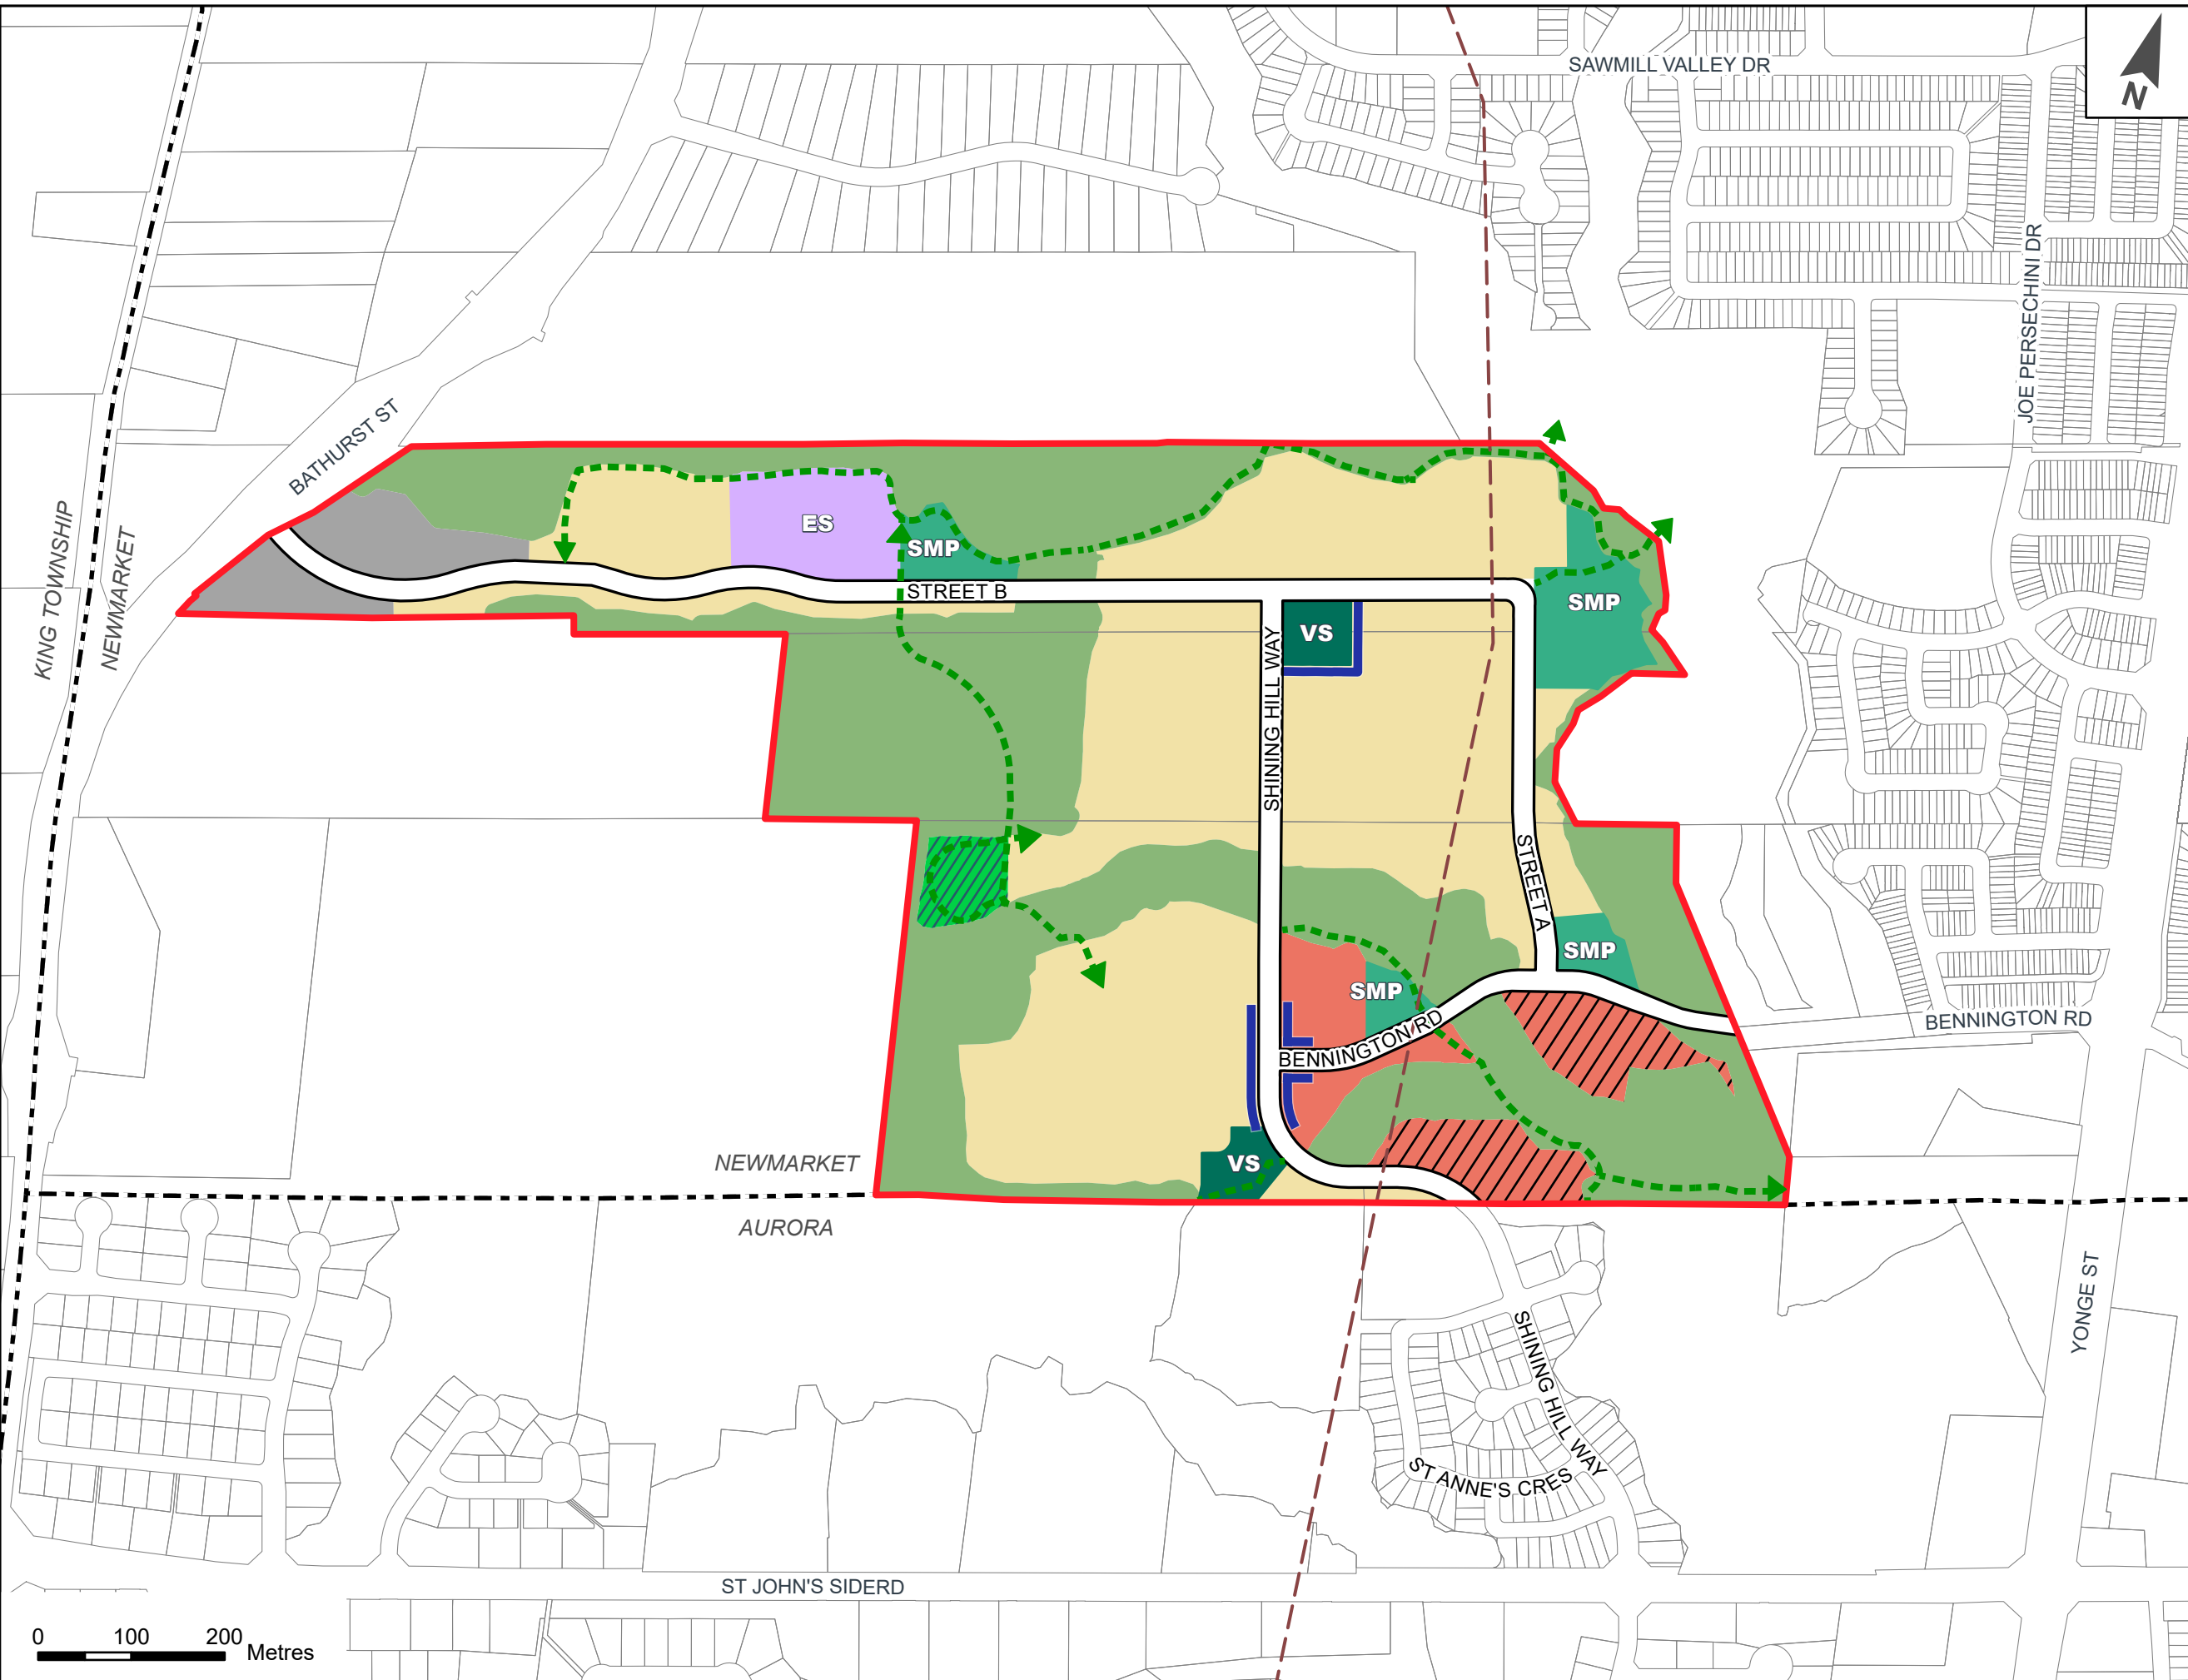 SAWMILL VALLEY DR
N
JOE PERSECHINI DR
BATHURST ST
KING TOWNSHIP
NEWMARKET
ES
SMP
STREET B
SMP
VS
SHINING HILL WAY
STREET A
SMP
SMP
BENNINGTON RD
BENNINGTON RD
VS
NEWMARKET
AURORA
YONGE ST
SHINING HILL WAY
ST ANNE'S CRES
ST JOHN'S SIDERD
0 100 200 Metres